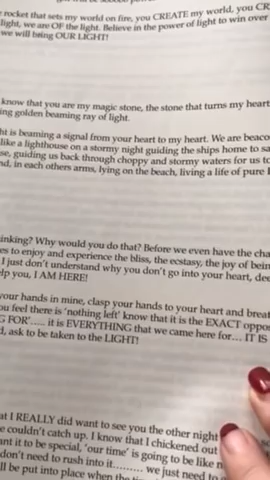 rocket that sets my world on fire, you CREATE my world, you CR
light, we are OF the light. Believe in the power of light to win over
we will bring OUR LIGHT!
know that you are my magic stone, the stone that turns my heart
ing golden beaming ray of light.
ht is beaming a signal from your heart to my heart. We are beaco
like a lighthouse on a stormy night guiding the ships home to sa
se, guiding us back through choppy and stormy waters for us to
nd, in each others arms, lying on the beach, living a life of pure l
inking? Why would you do that? Before we even have the cha
es to enjoy and experience the bliss, the ecstasy, the joy of bein
I just don't understand why you don't go into your heart, dee
lp you, I AM HERE!
your hands in mine, clasp your hands to your heart and breat
ou feel there is 'nothing left' know that it is the EXACT oppo
G FOR'..... it is EVERYTHING that we came here for... IT IS
d, ask to be taken to the LIGHT!
at I REALLY did want to see you the other night
e couldn't catch up. I know that I chickened out
ant it to be special, 'our time' is going to be like n
don't need to rush into it......... we just need to
ll be put into place when the